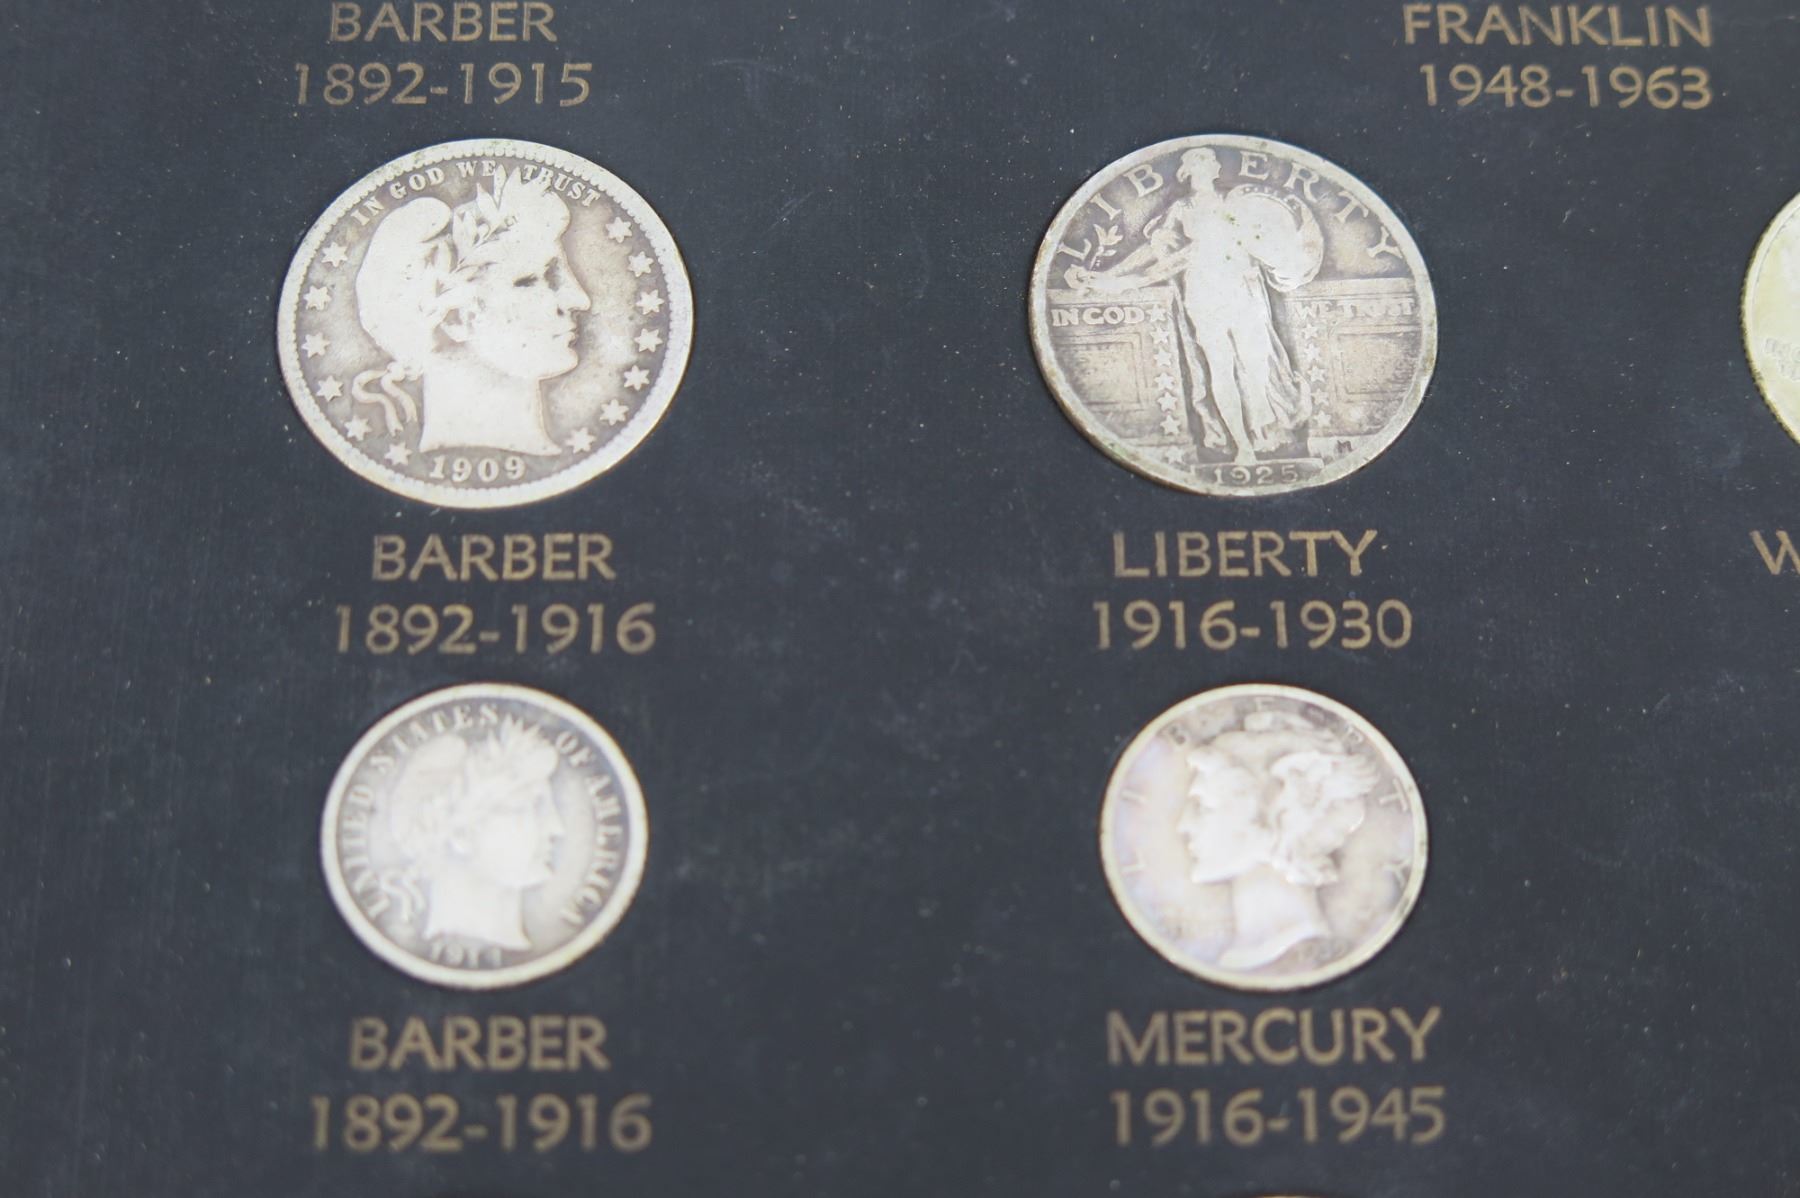 BARBER
1892-1915
FRANKLIN
1948-1963
IN GOD WE TRUST
1909
LIBERTY
IN GOD WE TRUST
1925
BARBER
1892-1916
LIBERTY
1916-1930
UNITED STATES OF AMERICA
LIBERTY
BARBER
1892-1916
MERCURY
1916-1945